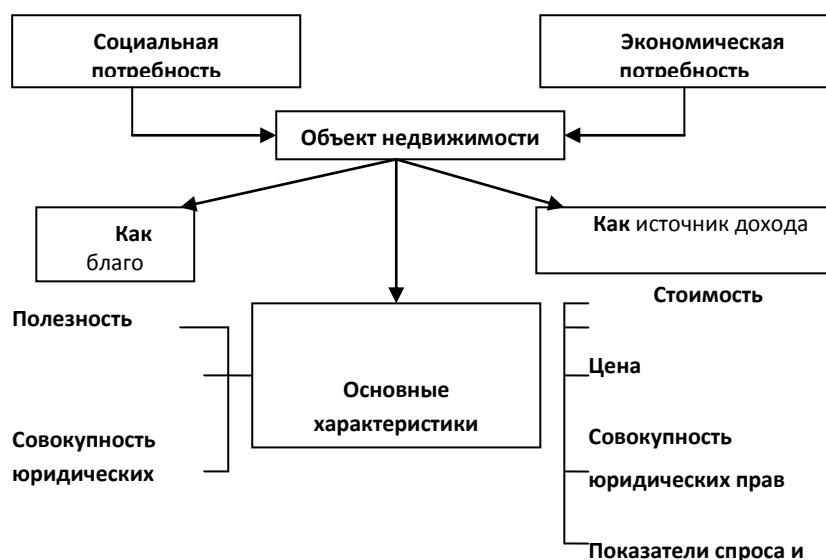 Социальная
потребность
Экономическая
потребность
Объект недвижимости
Как
благо
Как источник дохода
Полезность
Совокупность
юридических
Основные
характеристики
Стоимость
Цена
Совокупность
юридических прав
Показатели спроса и